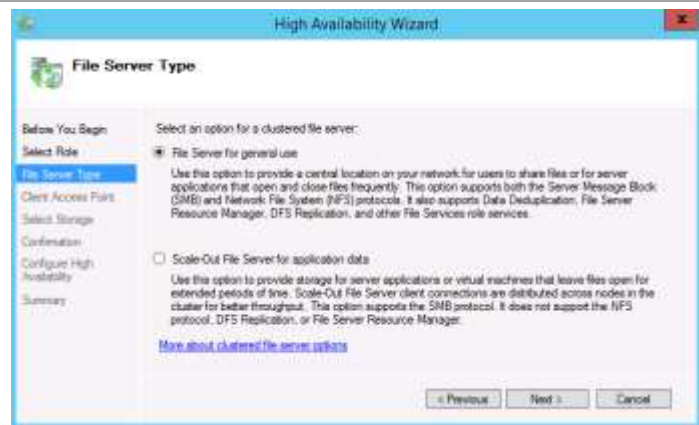 High Availability Wizard
File Server Type
Before You Begin
Select Role
File Server Type
Client Access Point
Select Storage
Confirmation
Configure High
Availability
Summary
Select an option for a clustered file server:
File Server for general use
Use this option to provide a central location on your network for users to share files or for server
applications that open and close files frequently. This option supports both the Server Message Block
(SMB) and Network File System (NFS) protocols. It also supports Data Deduplication, File Server
Resource Manager, DFS Replication, and other File Services role services.
Scale-Out File Server for application data
Use this option to provide storage for server applications or virtual machines that leave files open for
extended periods of time. Scale-Out File Server client connections are distributed across nodes in the
cluster for better throughput. This option supports the SMB protocol. It does not support the NFS
protocol, DFS Replication, or File Server Resource Manager.
More about clustered file server options
< Previous
Next >
Cancel